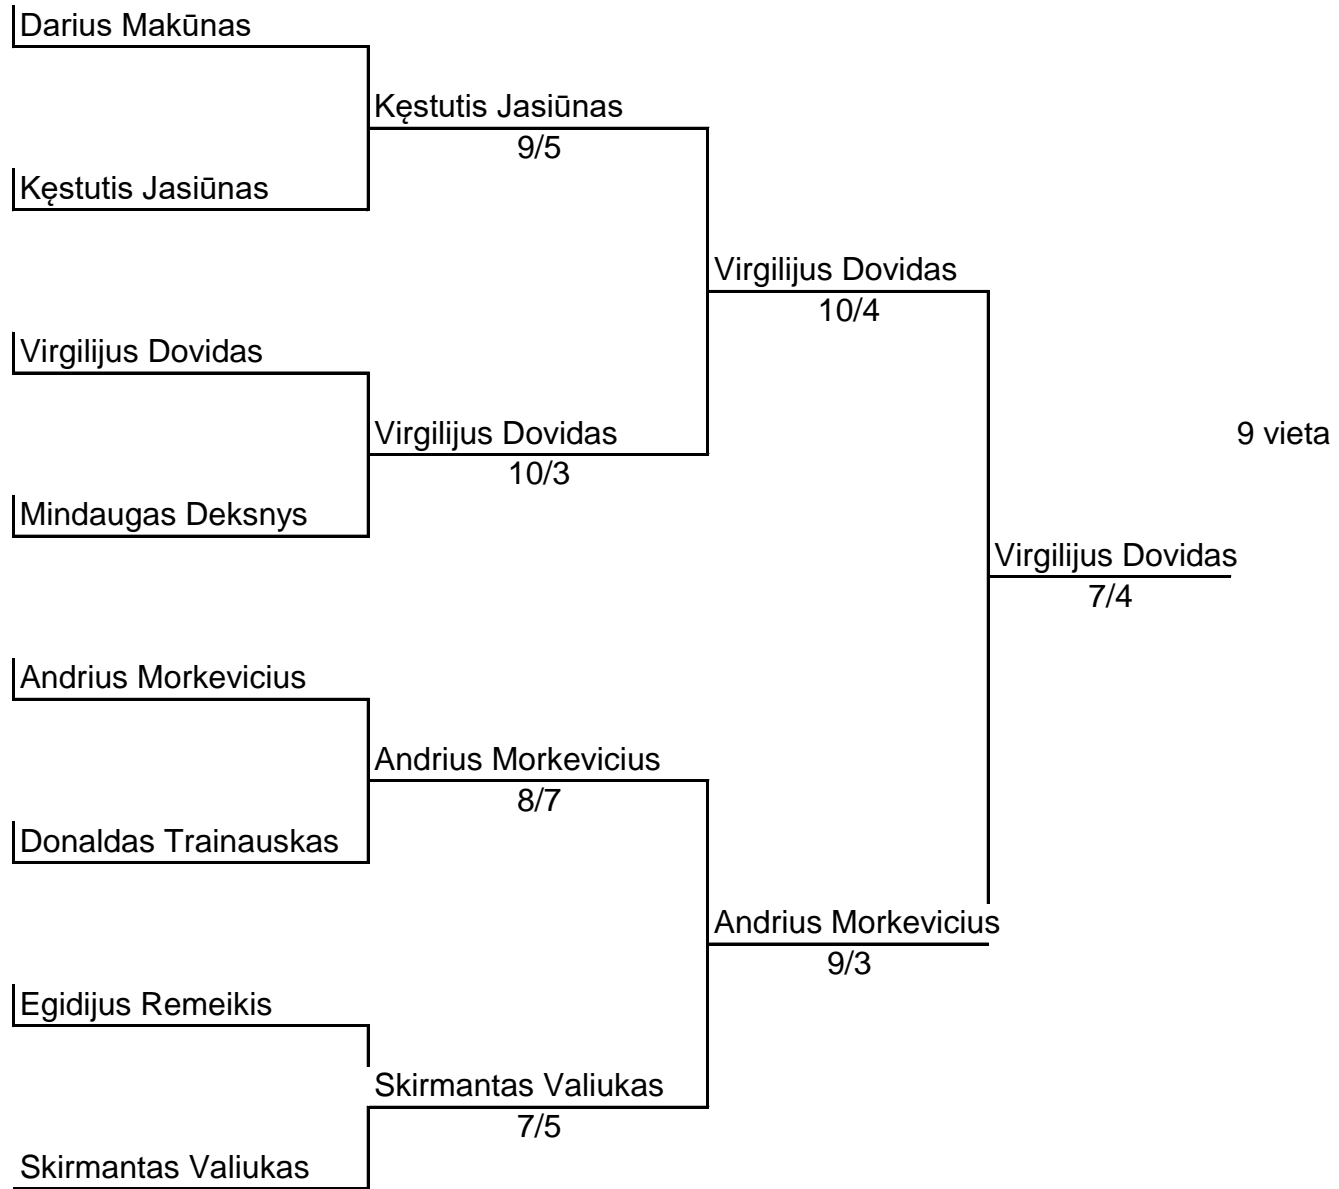 Darius Makūnas
Kęstutis Jasiūnas
9/5
Kęstutis Jasiūnas
Virgilijus Dovidas
10/4
Virgilijus Dovidas
Virgilijus Dovidas
10/3
9 vieta
Mindaugas Deksnys
Virgilijus Dovidas
7/4
Andrius Morkevicius
Andrius Morkevicius
8/7
Donaldas Trainauskas
Andrius Morkevicius
9/3
Egidijus Remeikis
Skirmantas Valiukas
7/5
Skirmantas Valiukas